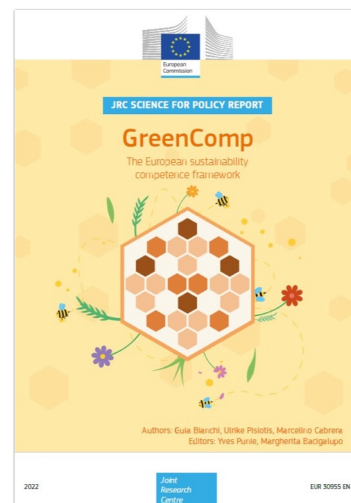 European
Commission
JRC SCIENCE FOR POLICY REPORT
GreenComp
The European sustainability
competence framework
Authors: Guia Bianchi, Ulrike Pisiotis, Marcelino Cabrera
Editors: Yves Punie, Margherita Bacigalupo
Joint
Research
Centre
2022
EUR 30955 EN